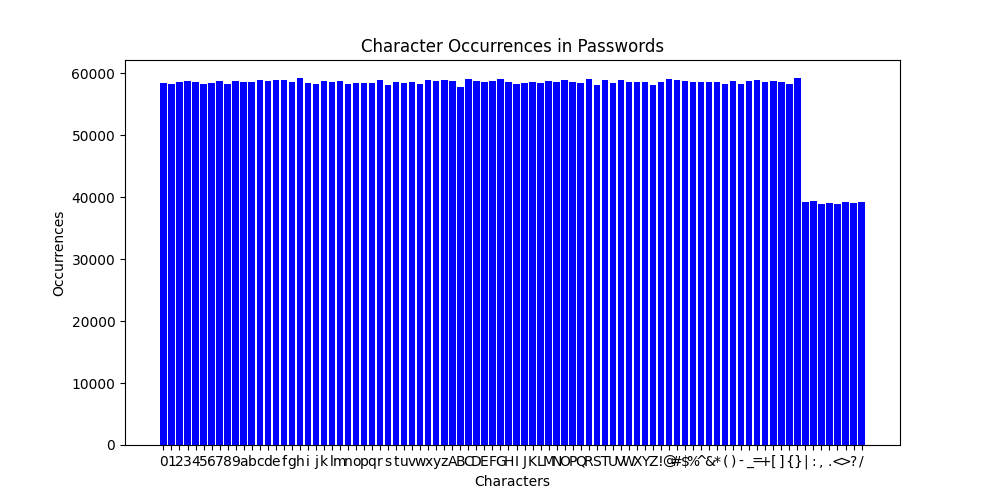 Character Occurrences in Passwords
60000
50000
40000
30000
20000
10000
0
Occurrences
0123456789abcdefghijklmnopqrstuvwxyzABCDEFGHIJKLMNOPQRSTUVWXYZ!@#$%^&*()-_=+[]{}|:,.<>?/
Characters